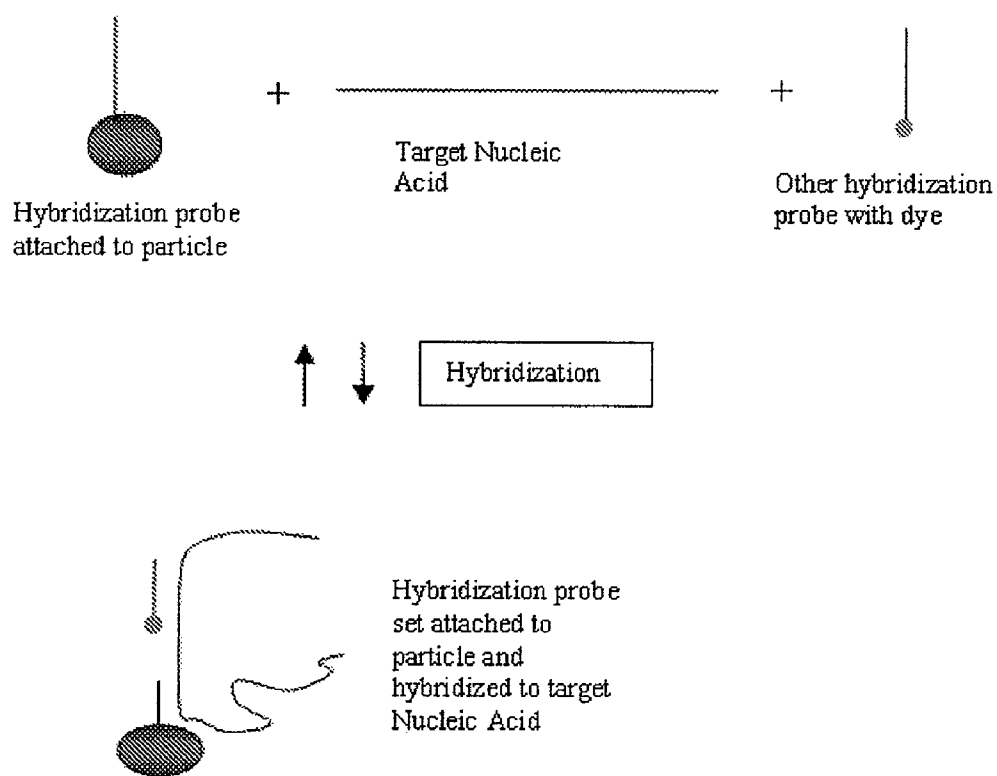 +
+
Target Nucleic
Acid
Hybridization probe
attached to particle
Other hybridization
probe with dye
Hybridization
Hybridization probe
set attached to
particle and
hybridized to target
Nucleic Acid